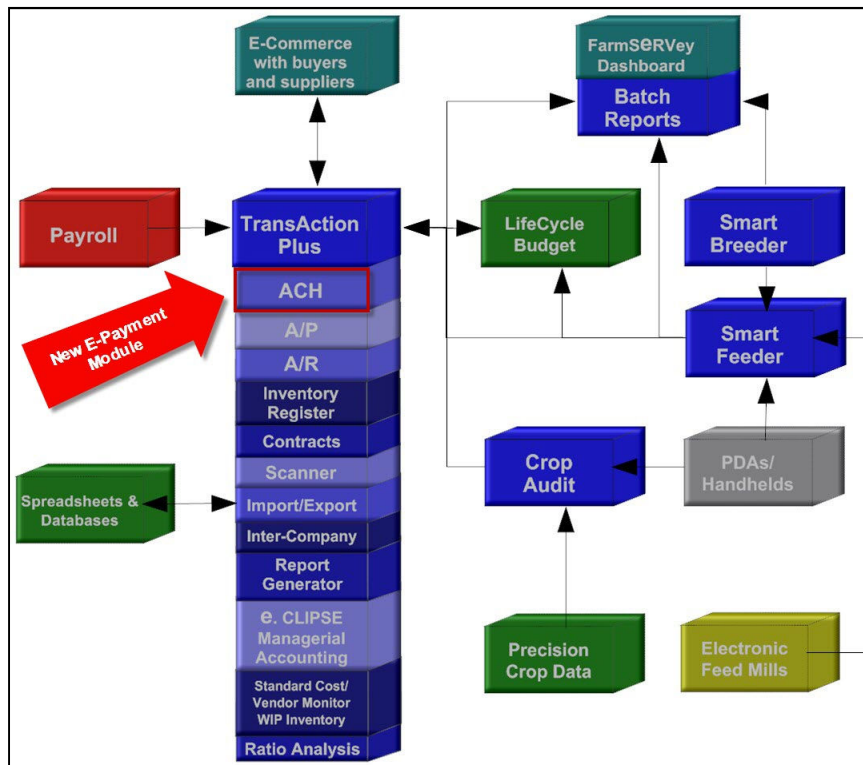 E-Commerce
with buyers
and suppliers
FarmSeRVey
Dashboard
Batch
Reports
Payroll
TransAction
Plus
LifeCycle
Budget
Smart
Breeder
New E-Payment
Module
ACH
A/P
A/R
Smart
Feeder
Inventory
Register
Contracts
Scanner
Crop
Audit
PDAs/
Handhelds
Spreadsheets &
Databases
Import/Export
Inter-Company
Report
Generator
e. CLIPSE
Managerial
Accounting
Precision
Crop Data
Electronic
Feed Mills
Standard Cost/
Vendor Monitor
WIP Inventory
Ratio Analysis